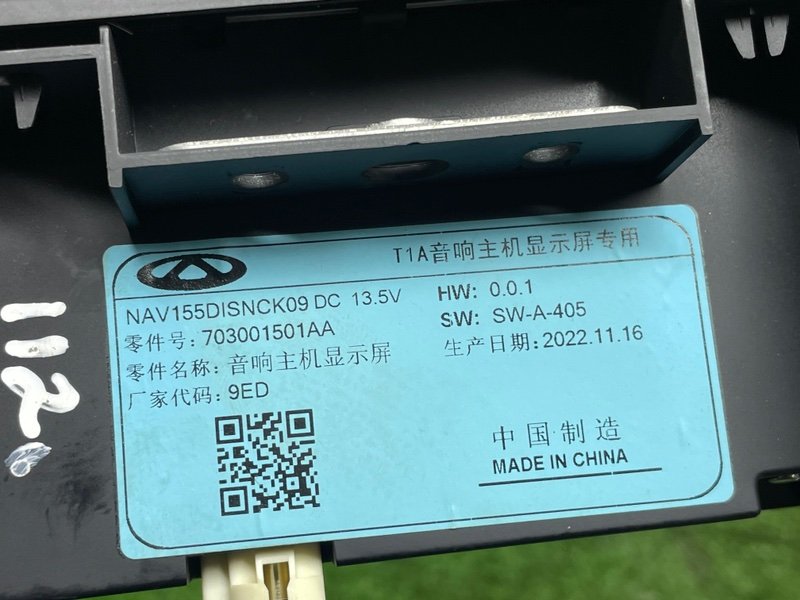 T1A音响主机显示屏专用
NAV155DISNCK09 DC 13.5V
HW: 0.0.1
零件号: 703001501AA
SW: SW-A-405
零件名称: 音响主机显示屏
生产日期: 2022.11.16
厂家代码: 9ED
中国制造
MADE IN CHINA
112.